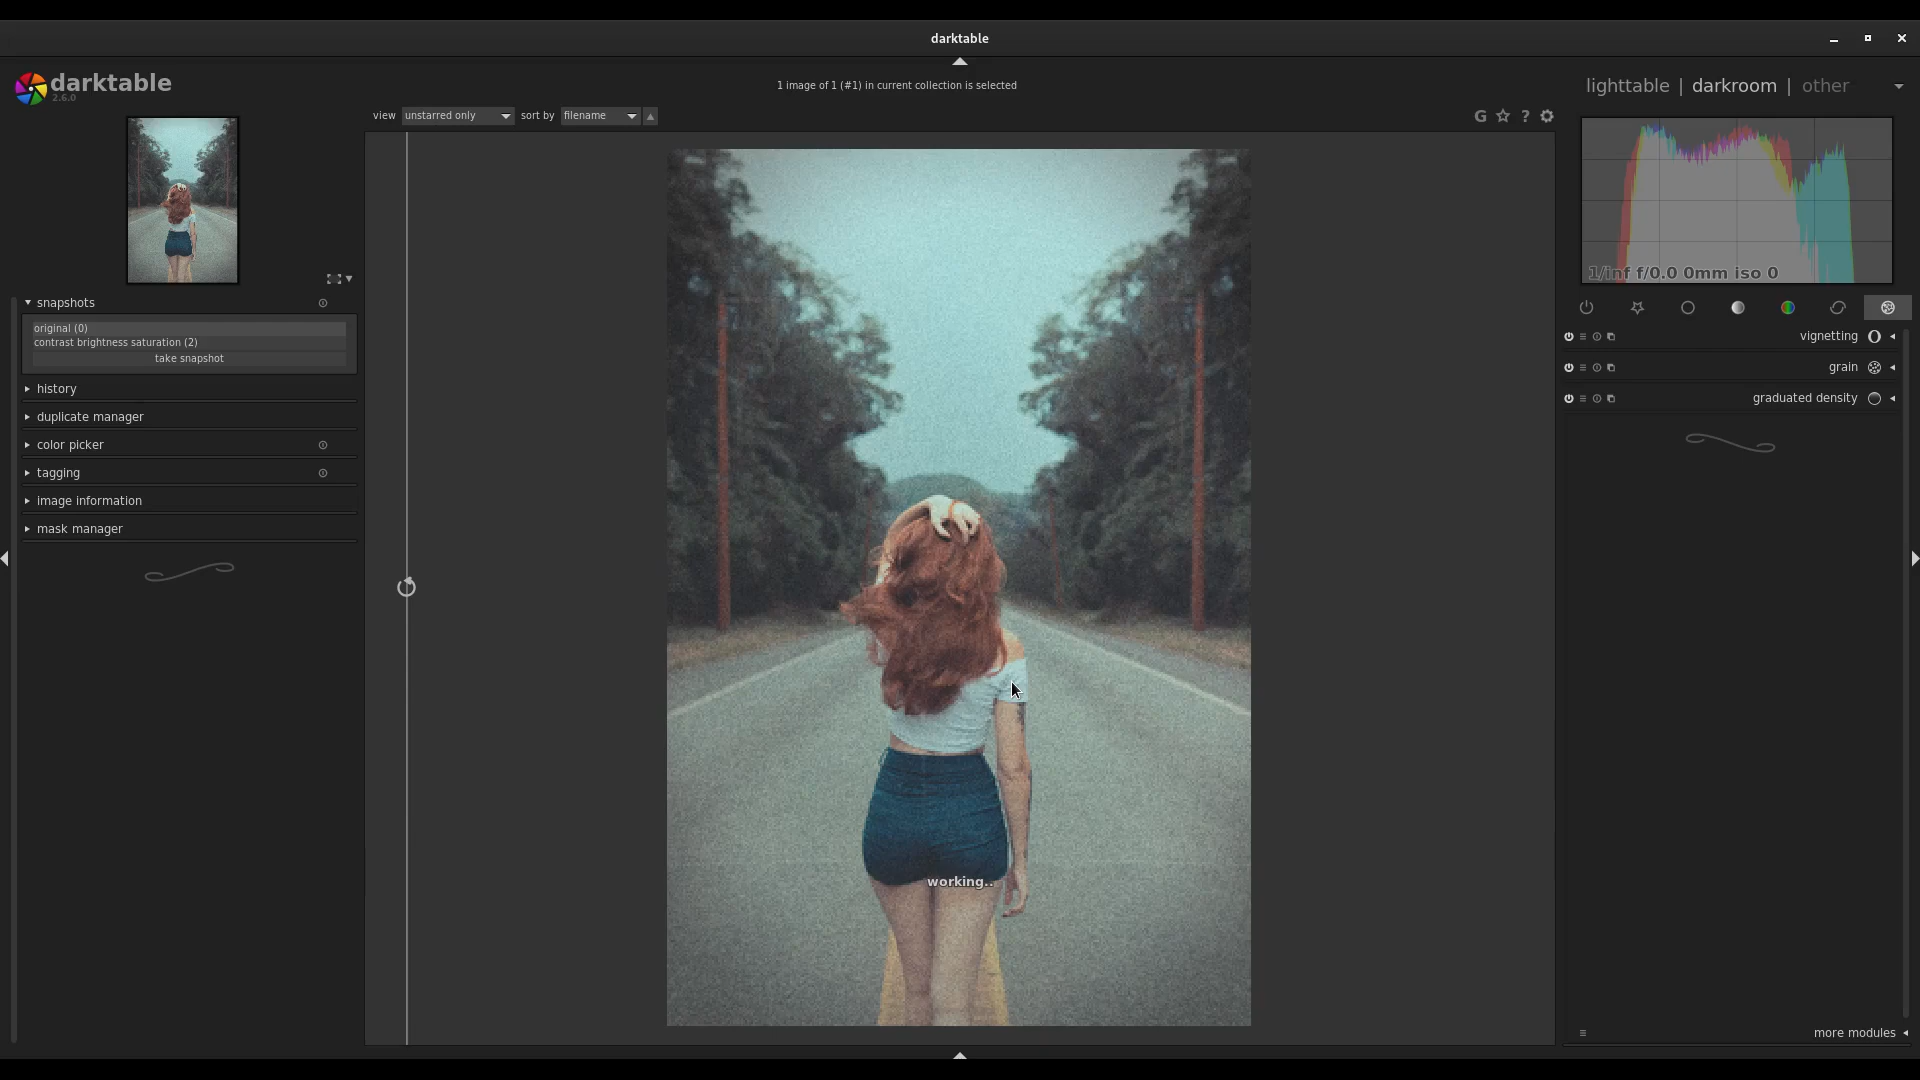 darktable
darktable
2.6.0
1 image of 1 (#1) in current collection is selected
lighttable | darkroom | other
view unstarred only sort by filename
G ?
1/inf f/0.0 0mm iso 0
snapshots
original (0)
contrast brightness saturation (2)
take snapshot
history
duplicate manager
color picker
tagging
image information
mask manager
working..
vignetting
grain
graduated density
more modules